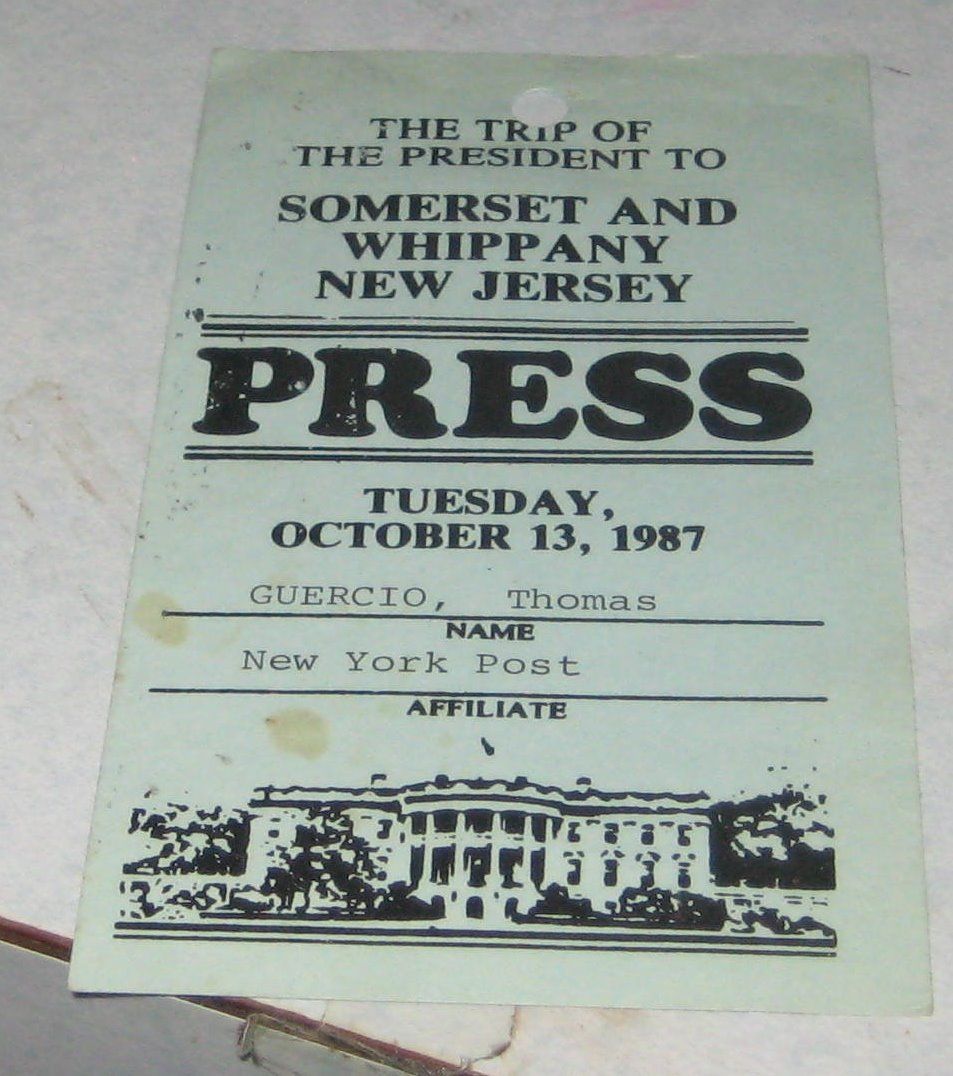 THE TRIP OF
THE PRESIDENT TO
SOMERSET AND
WHIPPANY
NEW JERSEY
PRESS
TUESDAY,
OCTOBER 13, 1987
GUERCIO, Thomas
NAME
New York Post
AFFILIATE